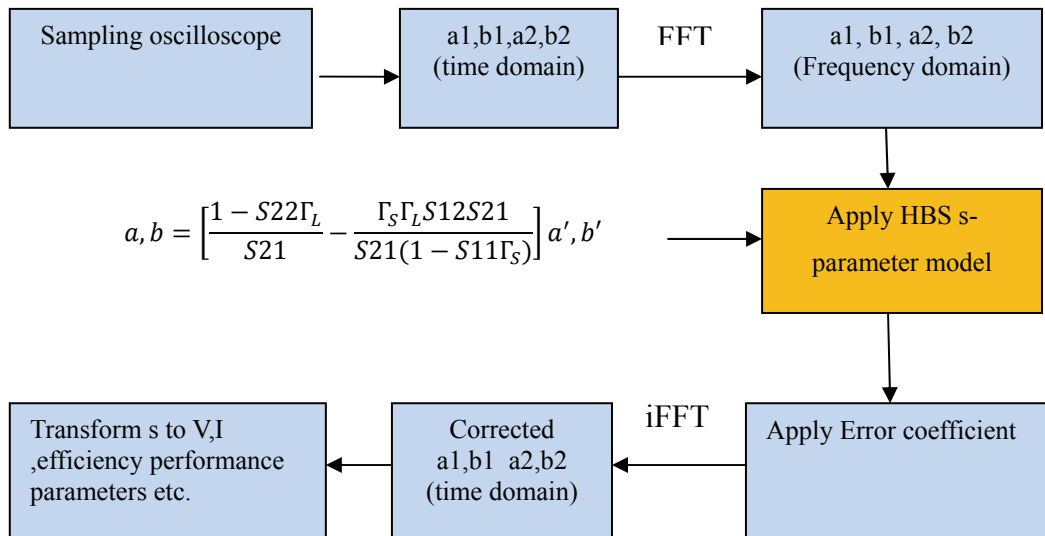 Sampling oscilloscope
a1,b1,a2,b2
(time domain)
FFT
a1, b1, a2, b2
(Frequency domain)
a, b = [ (1 − S22Γ_L)/S21 − (Γ_SΓ_L S12S21)/(S21(1 − S11Γ_S)) ] a′, b′
Apply HBS s-
parameter model
Transform s to V,I
,efficiency performance
parameters etc.
Corrected
a1,b1 a2,b2
(time domain)
iFFT
Apply Error coefficient